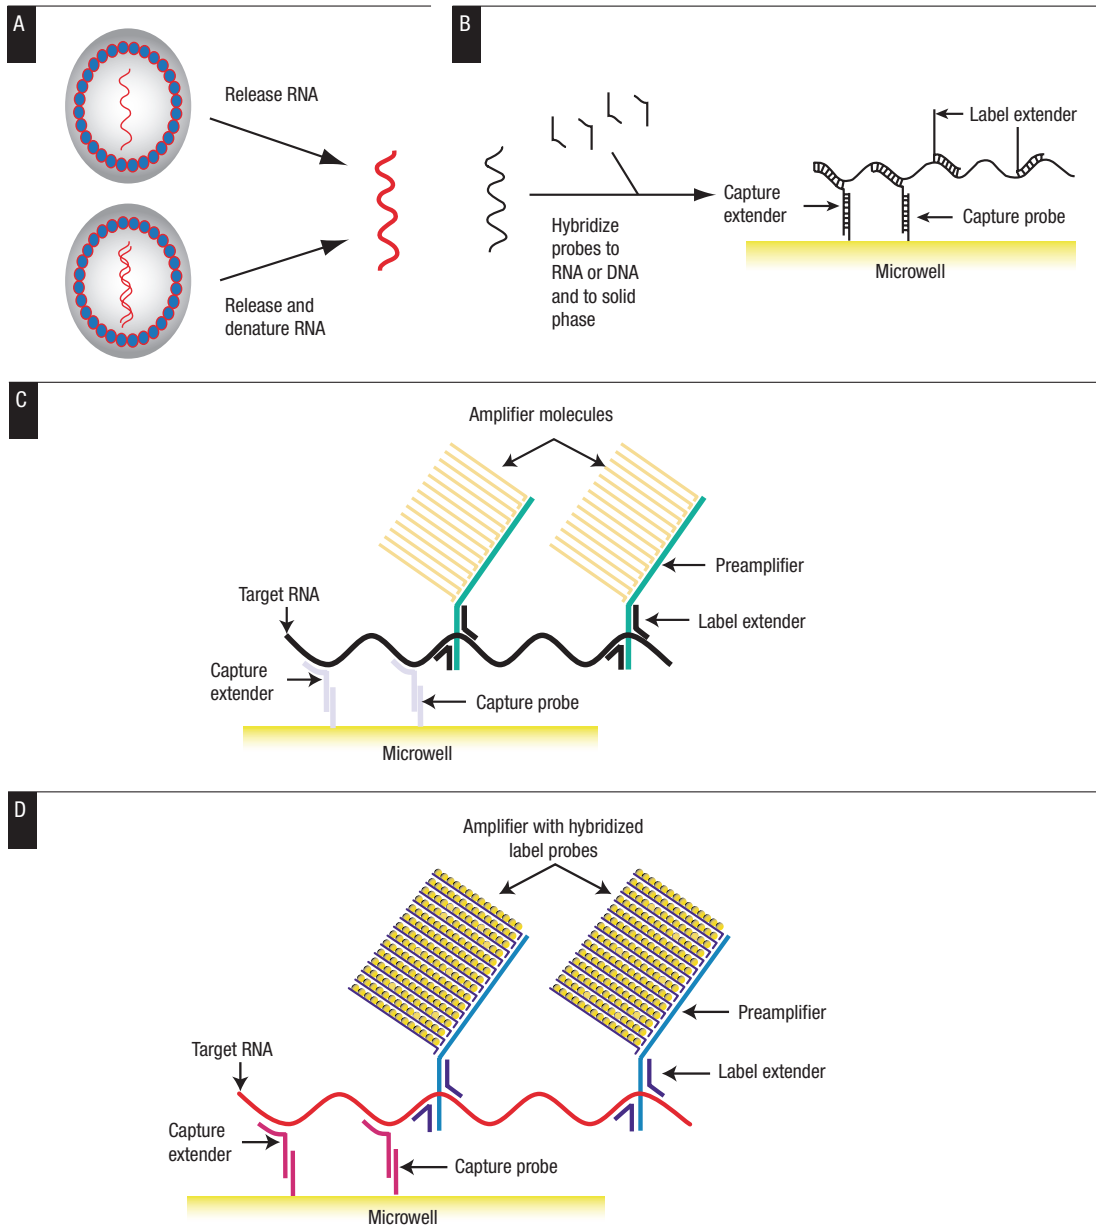 A
Release RNA
Release and
denature RNA
B
Hybridize
probes to
RNA or DNA
and to solid
phase
Label extender
Capture
extender
Capture probe
Microwell
C
Amplifier molecules
Preamplifier
Target RNA
Label extender
Capture
extender
Capture probe
Microwell
D
Amplifier with hybridized
label probes
Preamplifier
Target RNA
Label extender
Capture
extender
Capture probe
Microwell